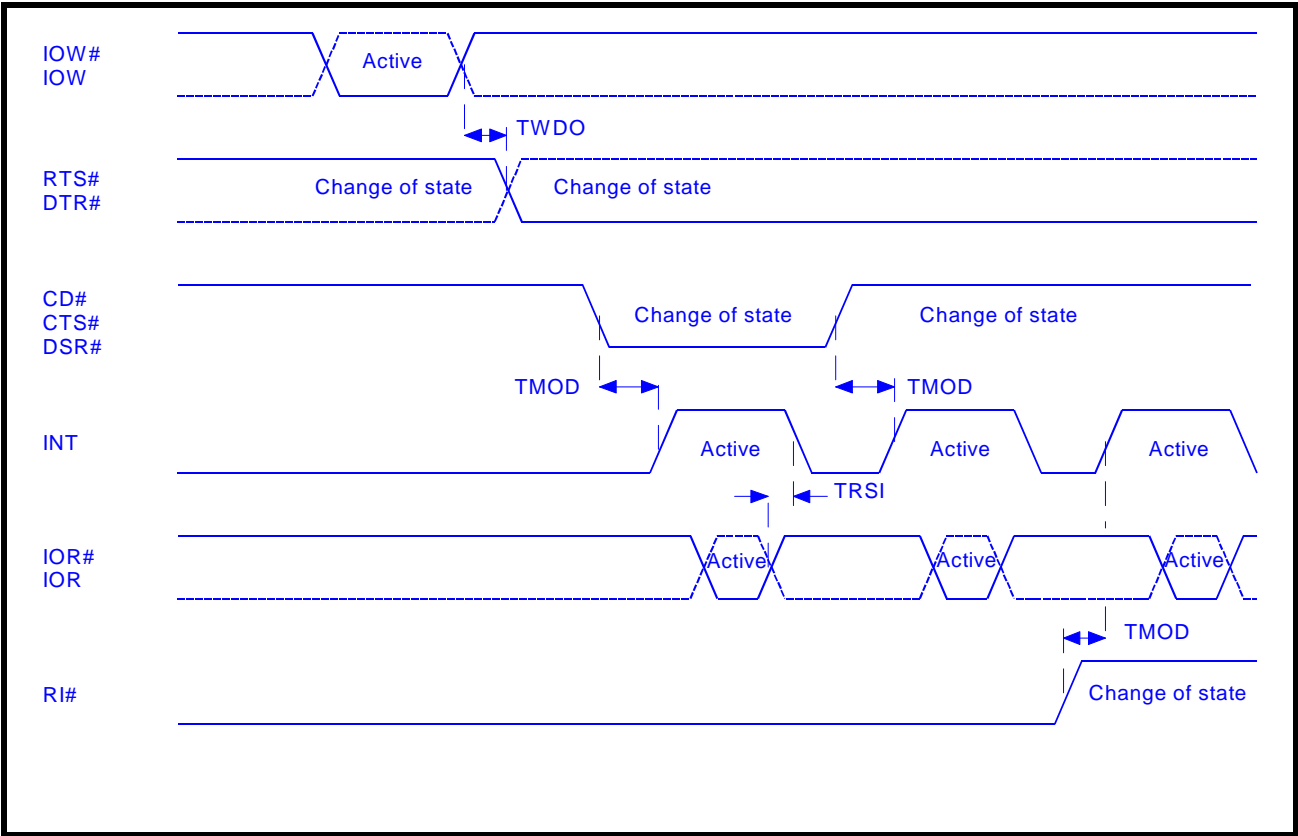 IOW#
IOW
Active
TWDO
RTS#
DTR#
Change of state
Change of state
CD#
CTS#
DSR#
Change of state
Change of state
TMOD
TMOD
INT
Active
Active
Active
TRSI
IOR#
IOR
Active
Active
Active
TMOD
RI#
Change of state